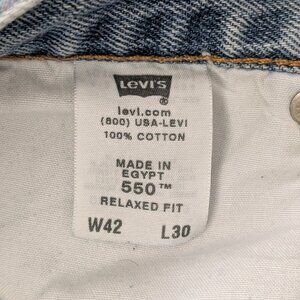 Levi's
®
levi.com
(800) USA-LEVI
100% COTTON
MADE IN
EGYPT
550™
RELAXED FIT
W42 L30